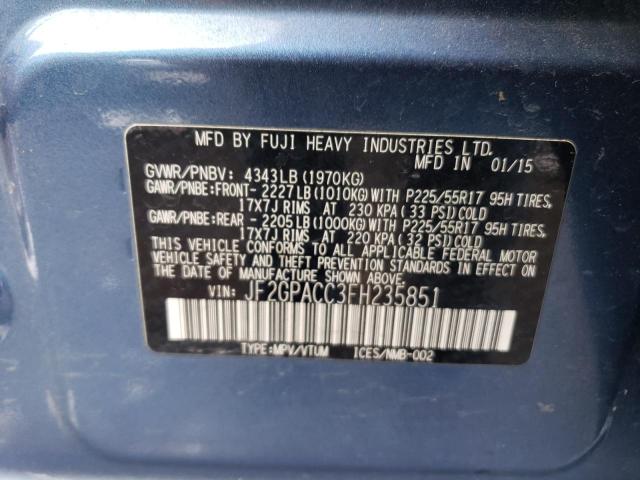 MFD BY FUJI HEAVY INDUSTRIES LTD.
MFD. IN 01/15
GVWR/PNBV: 4343LB(1970KG)
GAWR/PNBE:FRONT- 2227LB(1010KG)WITH P225/55R17 95H TIRES,
17X7J RIMS AT 230 KPA(33 PSI)COLD
GAWR/PNBE:REAR - 2205LB(1000KG)WITH P225/55R17 95H TIRES,
17X7J RIMS AT 220 KPA(32 PSI)COLD
THIS VEHICLE CONFORMS TO ALL APPLICABLE FEDERAL MOTOR
VEHICLE SAFETY AND THEFT PREVENTION STANDARDS IN EFFECT ON
THE DATE OF MANUFACTURE SHOWN ABOVE.
VIN: JF2GPACC3FH235851
TYPE:MPV/VTUM ICES/NMB-002